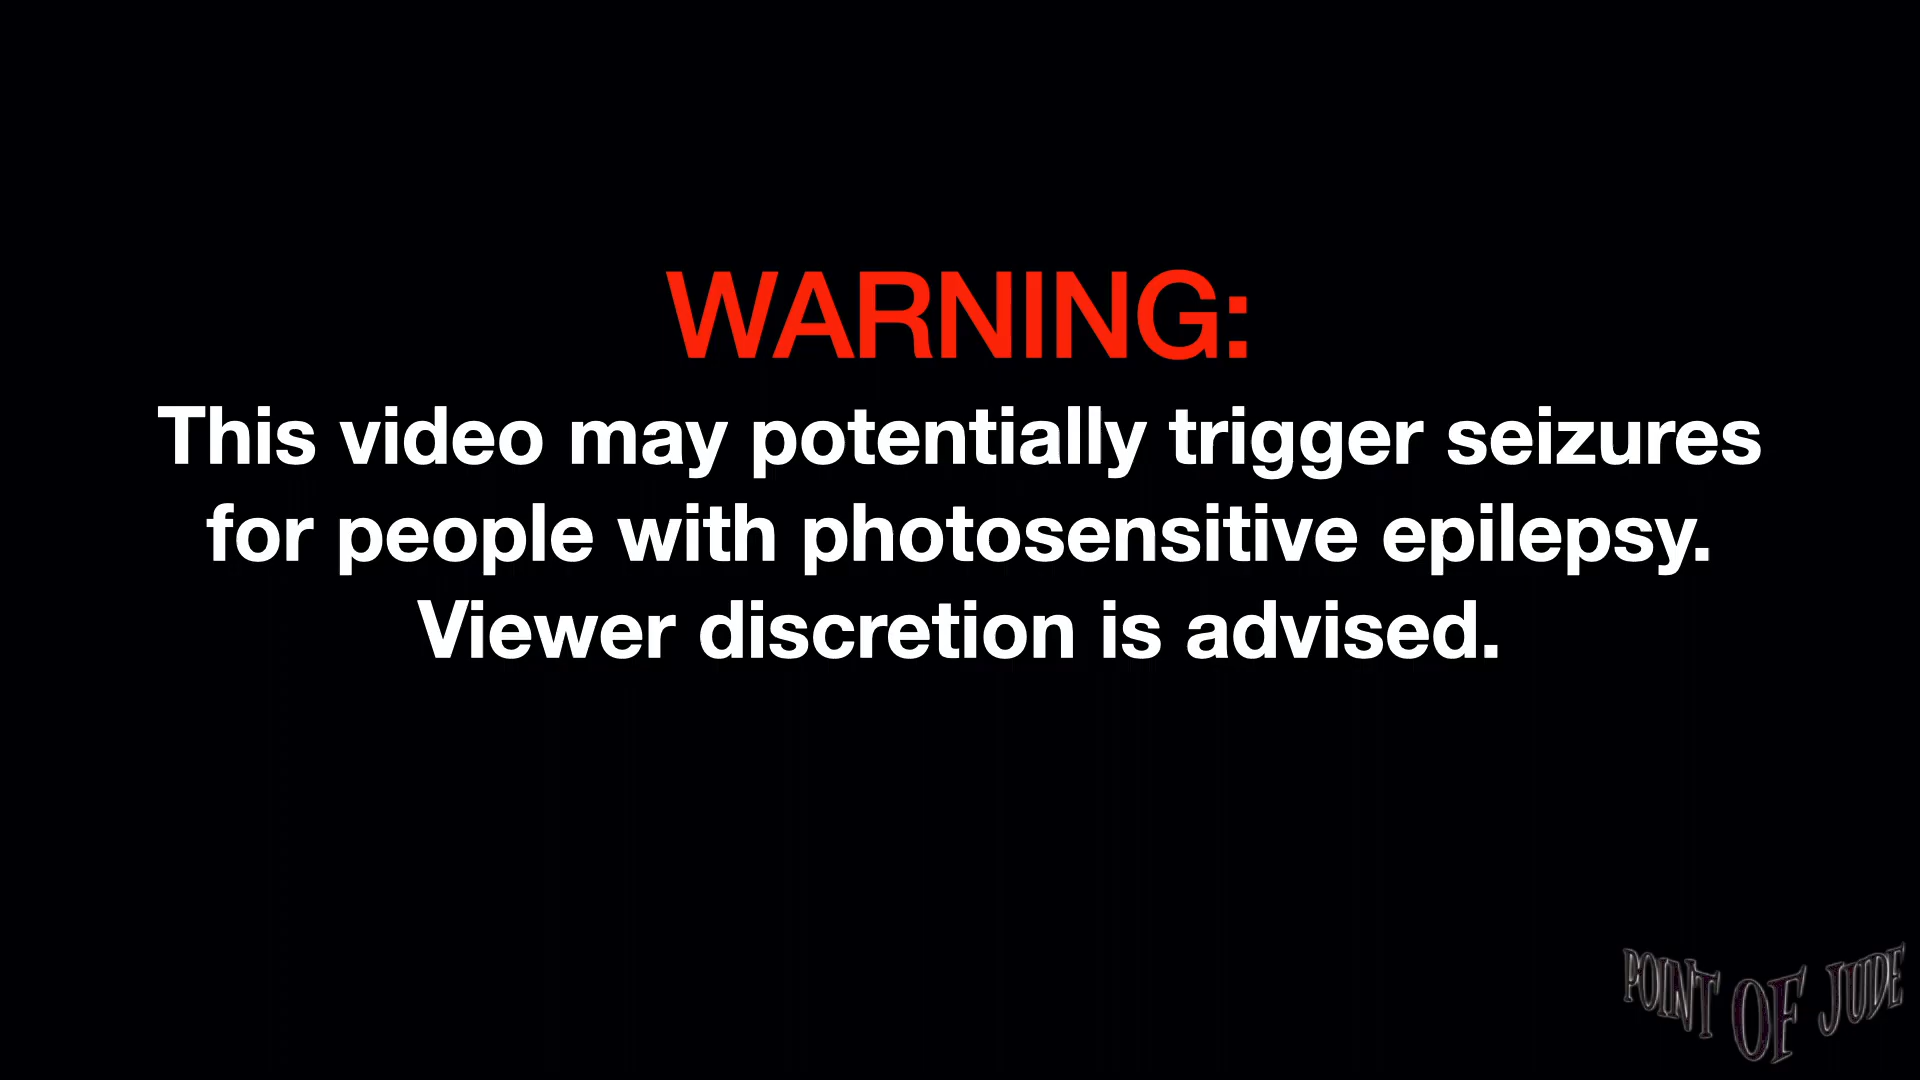 WARNING:
This video may potentially trigger seizures
for people with photosensitive epilepsy.
Viewer discretion is advised.
POINT OF JUDE